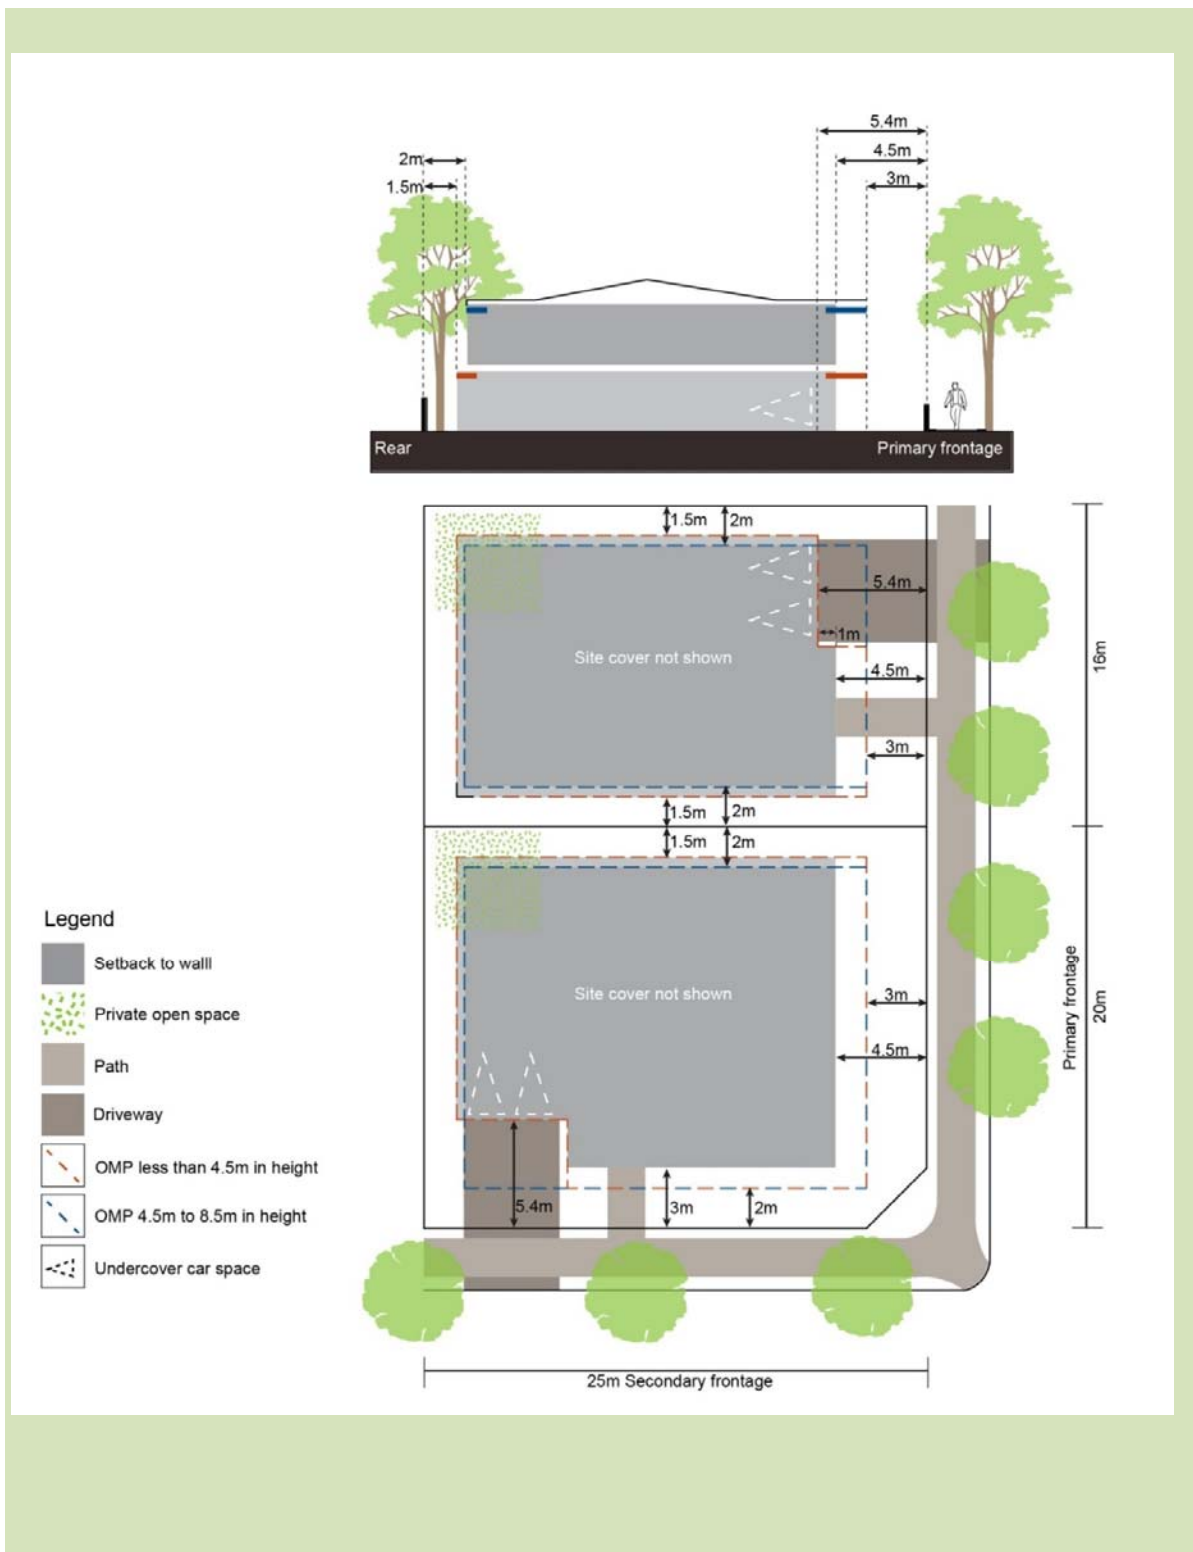 5.4m
4.5m
3m
2m
1.5m
Rear
Primary frontage
1.5m
2m
5.4m
1m
Site cover not shown
4.5m
3m
16m
1.5m
2m
1.5m
2m
Site cover not shown
3m
4.5m
Primary frontage
20m
5.4m
3m
2m
25m Secondary frontage
Legend
Setback to walll
Private open space
Path
Driveway
OMP less than 4.5m in height
OMP 4.5m to 8.5m in height
Undercover car space